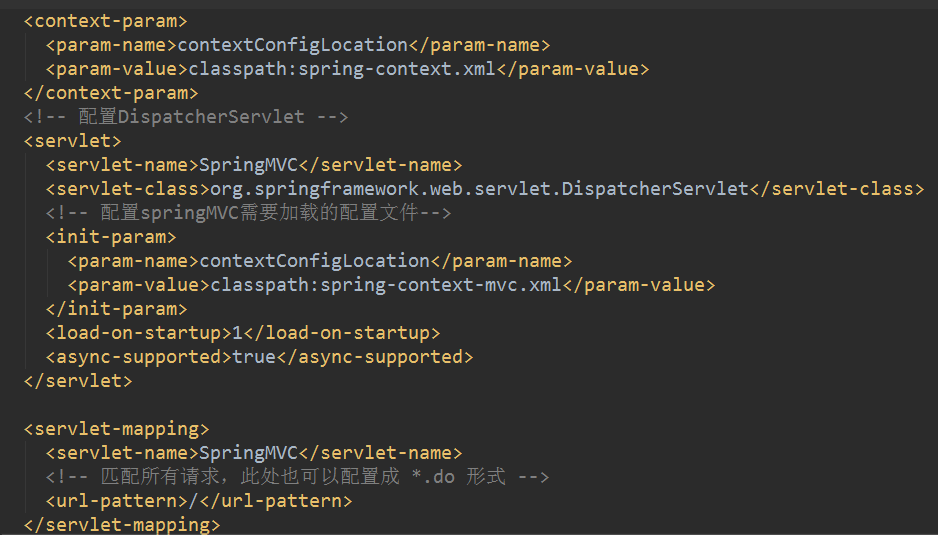 <context-param>
<param-name>contextConfigLocation</param-name>
<param-value>classpath:spring-context.xml</param-value>
</context-param>
<!-- 配置DispatcherServlet -->
<servlet>
<servlet-name>SpringMVC</servlet-name>
<servlet-class>org.springframework.web.servlet.DispatcherServlet</servlet-class>
<!-- 配置springMVC需要加载的配置文件-->
<init-param>
<param-name>contextConfigLocation</param-name>
<param-value>classpath:spring-context-mvc.xml</param-value>
</init-param>
<load-on-startup>1</load-on-startup>
<async-supported>true</async-supported>
</servlet>
<servlet-mapping>
<servlet-name>SpringMVC</servlet-name>
<!-- 匹配所有请求，此处也可以配置成 *.do 形式 -->
<url-pattern>/</url-pattern>
</servlet-mapping>